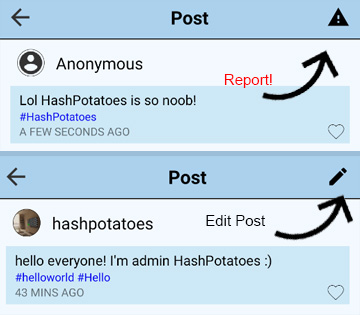 Post
Anonymous
Report!
Lol HashPotatoes is so noob!
#HashPotatoes
A FEW SECONDS AGO
Post
hashpotatoes
Edit Post
hello everyone! I'm admin HashPotatoes :)
#helloworld #Hello
43 MINS AGO